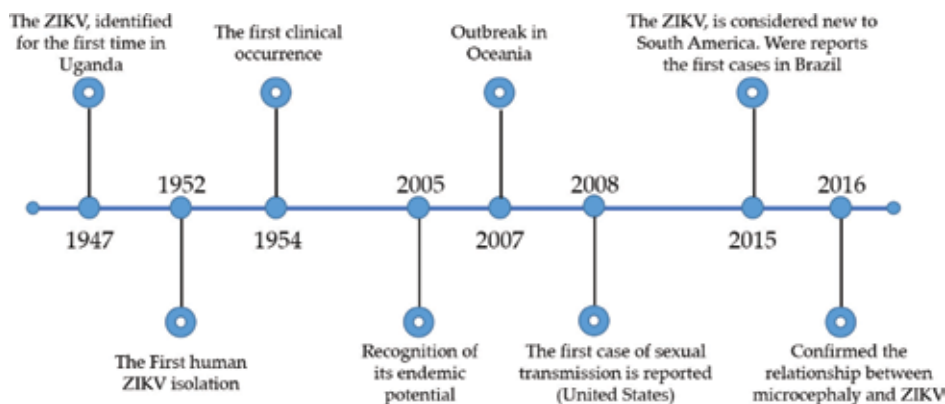 The ZIKV, identified
for the first time in
Uganda
The first clinical
occurrence
Outbreak in
Oceania
The ZIKV, is considered new to
South America. Were reports
the first cases in Brazil
1952
2005
2008
2016
1947
1954
2007
2015
The First human
ZIKV isolation
Recognition of
its endemic
potential
The first case of sexual
transmission is reported
(United States)
Confirmed the
relationship between
microcephaly and ZIKV